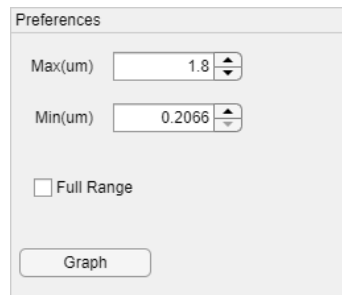 Preferences
Max(um) 1.8
Min(um) 0.2066
Full Range
Graph